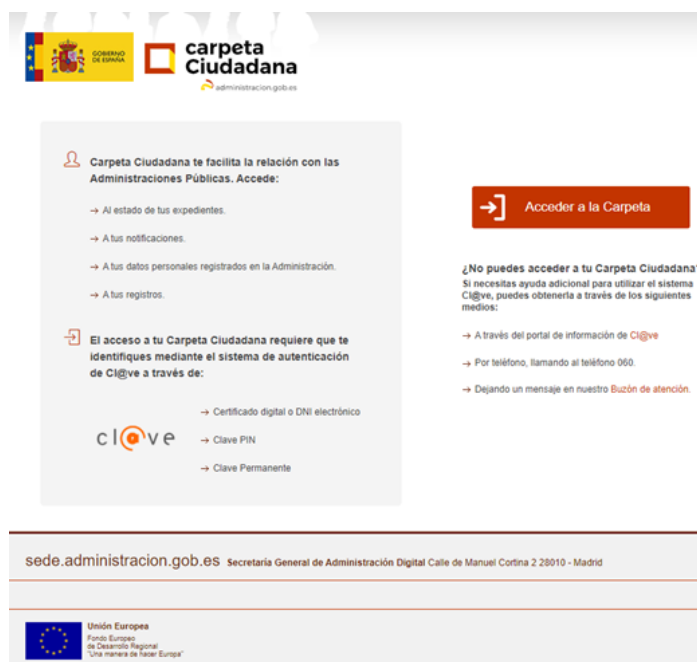 GOBIERNO
DE ESPAÑA
carpeta
Ciudadana
administracion.gob.es
Carpeta Ciudadana te facilita la relación con las
Administraciones Públicas. Accede:
→ Al estado de tus expedientes.
→ A tus notificaciones.
→ A tus datos personales registrados en la Administración.
→ A tus registros.
El acceso a tu Carpeta Ciudadana requiere que te
identifiques mediante el sistema de autenticación
de Cl@ve a través de:
cl@ve
→ Certificado digital o DNI electrónico
→ Clave PIN
→ Clave Permanente
Acceder a la Carpeta
¿No puedes acceder a tu Carpeta Ciudadana?
Si necesitas ayuda adicional para utilizar el sistema
Cl@ve, puedes obtenerla a través de los siguientes
medios:
→ A través del portal de información de Cl@ve
→ Por teléfono, llamando al teléfono 060.
→ Dejando un mensaje en nuestro Buzón de atención.
sede.administracion.gob.es Secretaría General de Administración Digital Calle de Manuel Cortina 2 28010 - Madrid
Unión Europea
Fondo Europeo
de Desarrollo Regional
"Una manera de hacer Europa"